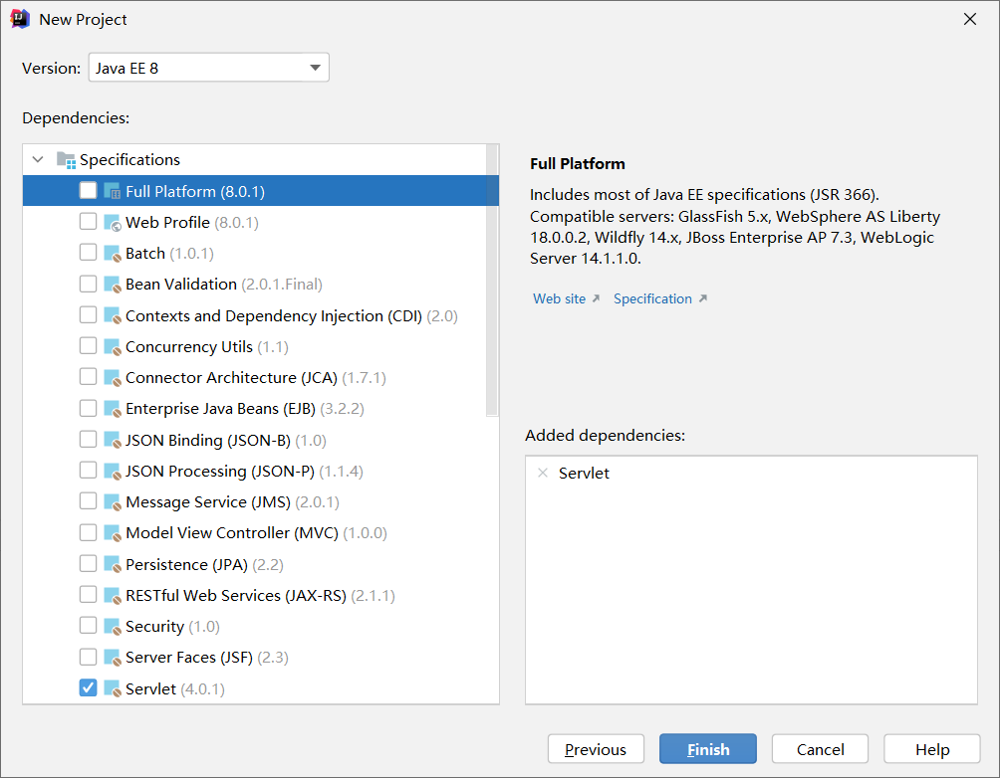 New Project
Version: Java EE 8
Dependencies:
Specifications
Full Platform (8.0.1)
Web Profile (8.0.1)
Batch (1.0.1)
Bean Validation (2.0.1.Final)
Contexts and Dependency Injection (CDI) (2.0)
Concurrency Utils (1.1)
Connector Architecture (JCA) (1.7.1)
Enterprise Java Beans (EJB) (3.2.2)
JSON Binding (JSON-B) (1.0)
JSON Processing (JSON-P) (1.1.4)
Message Service (JMS) (2.0.1)
Model View Controller (MVC) (1.0.0)
Persistence (JPA) (2.2)
RESTful Web Services (JAX-RS) (2.1.1)
Security (1.0)
Server Faces (JSF) (2.3)
Servlet (4.0.1)
Full Platform
Includes most of Java EE specifications (JSR 366).
Compatible servers: GlassFish 5.x, WebSphere AS Liberty
18.0.0.2, Wildfly 14.x, JBoss Enterprise AP 7.3, WebLogic
Server 14.1.1.0.
Web site Specification
Added dependencies:
Servlet
Previous Finish Cancel Help